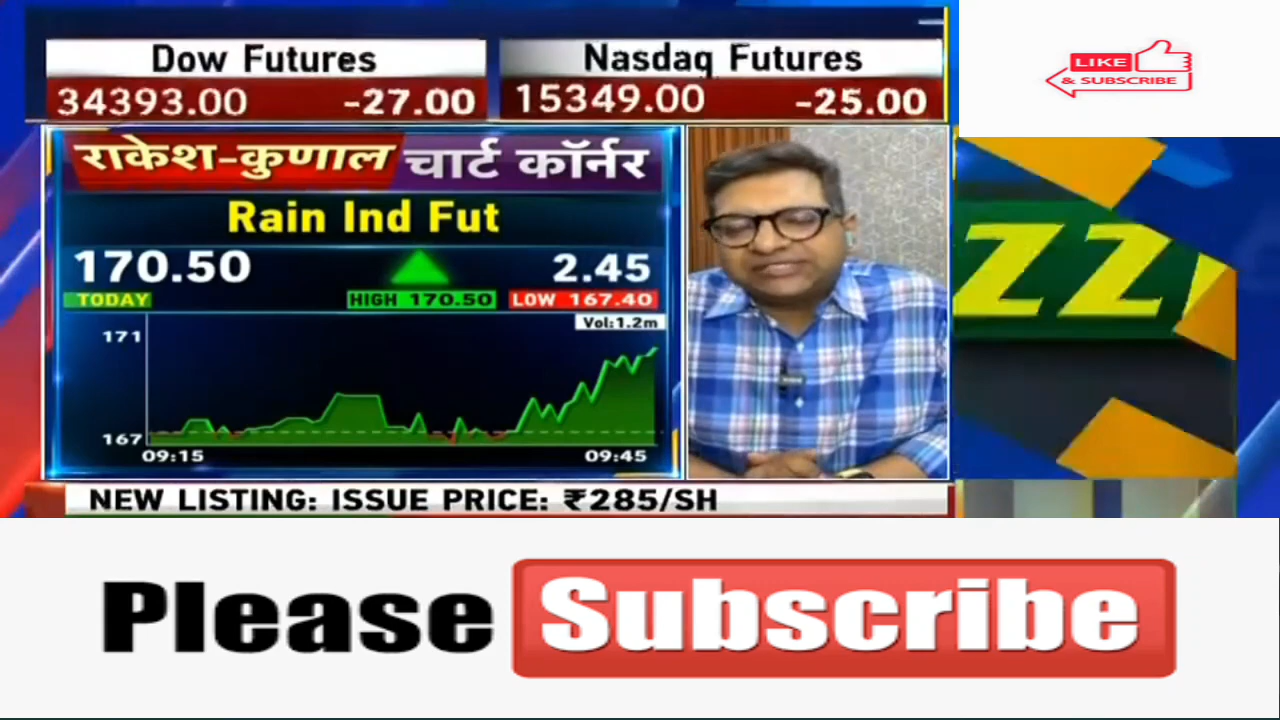 Dow Futures
34393.00 -27.00
Nasdaq Futures
15349.00 -25.00
LIKE
& SUBSCRIBE
राकेश-कुणाल चार्ट कॉर्नर
Rain Ind Fut
170.50 2.45
TODAY HIGH 170.50 LOW 167.40
Vol:1.2m
171
167
09:15 09:45
ZZ
NEW LISTING: ISSUE PRICE: ₹285/SH
Please Subscribe